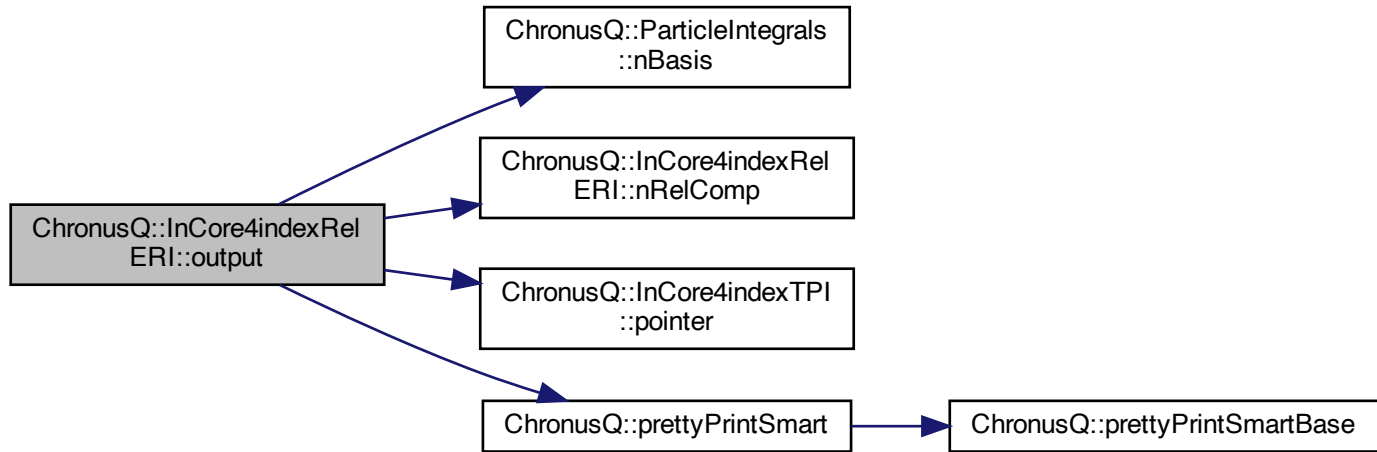 ChronusQ::ParticleIntegrals
::nBasis
ChronusQ::InCore4indexRel
ERI::nRelComp
ChronusQ::InCore4indexRel
ERI::output
ChronusQ::InCore4indexTPI
::pointer
ChronusQ::prettyPrintSmart
ChronusQ::prettyPrintSmartBase